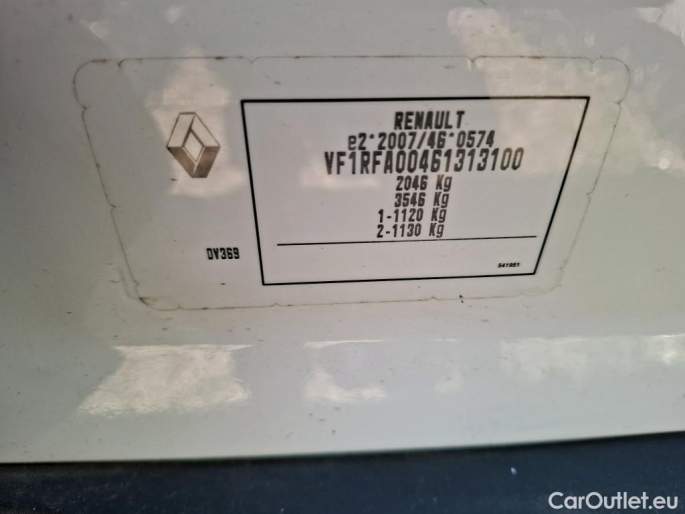 RENAULT
e2*2007/46*0574
VF1RFA00461313100
2046 Kg
3546 Kg
1-1120 Kg
2-1130 Kg
DV369
CarOutlet.eu